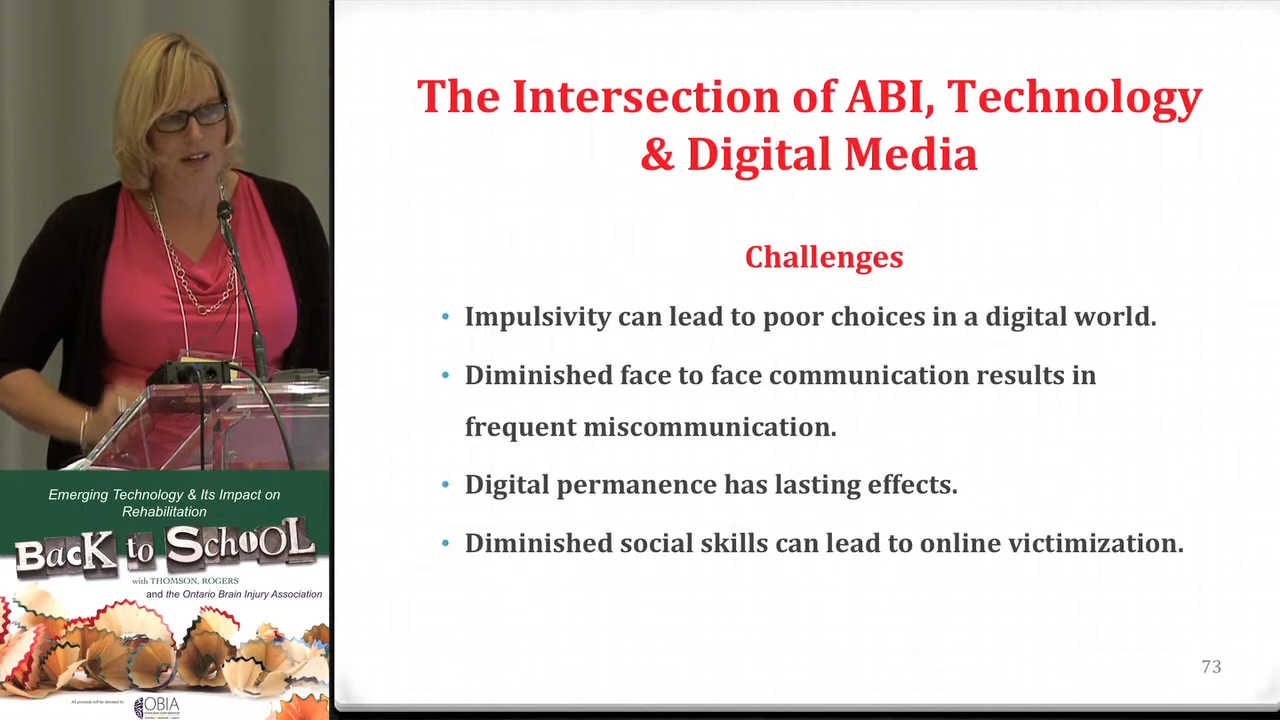 The Intersection of ABI, Technology
& Digital Media
Challenges
• Impulsivity can lead to poor choices in a digital world.
• Diminished face to face communication results in
frequent miscommunication.
• Digital permanence has lasting effects.
• Diminished social skills can lead to online victimization.
73
Emerging Technology & Its Impact on
Rehabilitation
BACK to SCHOOL
with THOMSON, ROGERS
and the Ontario Brain Injury Association
All proceeds will be donated to
OBIA